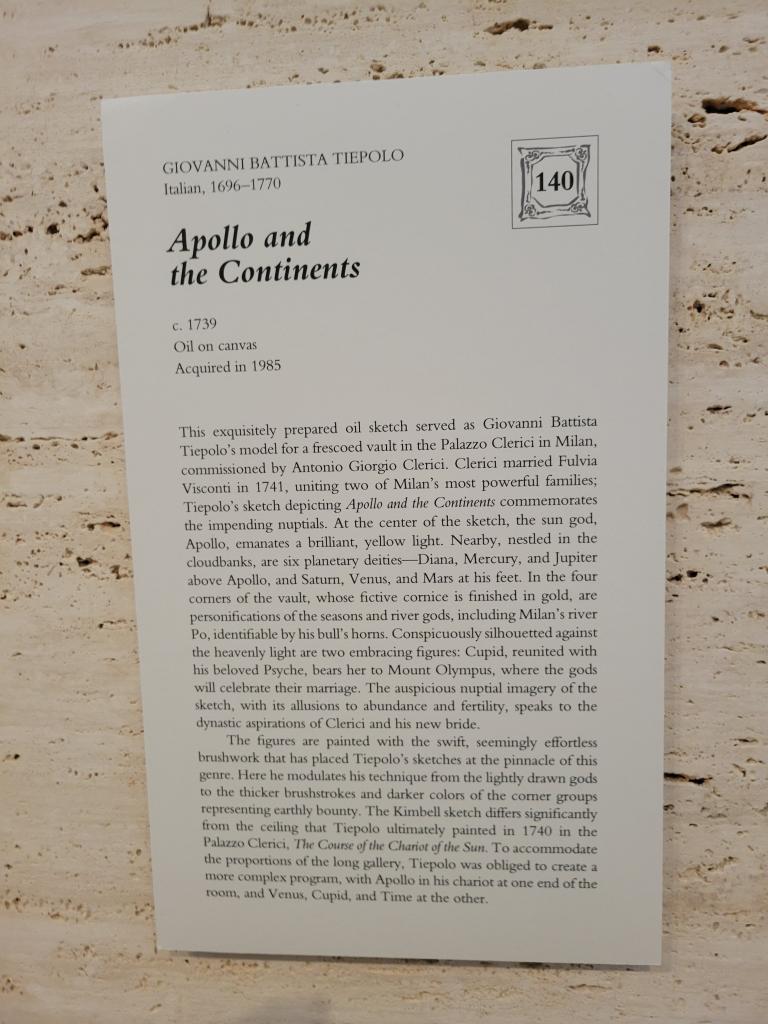 GIOVANNI BATTISTA TIEPOLO
Italian, 1696–1770
140
Apollo and
the Continents
c. 1739
Oil on canvas
Acquired in 1985
This exquisitely prepared oil sketch served as Giovanni Battista
Tiepolo's model for a frescoed vault in the Palazzo Clerici in Milan,
commissioned by Antonio Giorgio Clerici. Clerici married Fulvia
Visconti in 1741, uniting two of Milan's most powerful families;
Tiepolo's sketch depicting Apollo and the Continents commemorates
the impending nuptials. At the center of the sketch, the sun god,
Apollo, emanates a brilliant, yellow light. Nearby, nestled in the
cloudbanks, are six planetary deities—Diana, Mercury, and Jupiter
above Apollo, and Saturn, Venus, and Mars at his feet. In the four
corners of the vault, whose fictive cornice is finished in gold, are
personifications of the seasons and river gods, including Milan's river
Po, identifiable by his bull's horns. Conspicuously silhouetted against
the heavenly light are two embracing figures: Cupid, reunited with
his beloved Psyche, bears her to Mount Olympus, where the gods
will celebrate their marriage. The auspicious nuptial imagery of the
sketch, with its allusions to abundance and fertility, speaks to the
dynastic aspirations of Clerici and his new bride.
The figures are painted with the swift, seemingly effortless
brushwork that has placed Tiepolo's sketches at the pinnacle of this
genre. Here he modulates his technique from the lightly drawn gods
to the thicker brushstrokes and darker colors of the corner groups
representing earthly bounty. The Kimbell sketch differs significantly
from the ceiling that Tiepolo ultimately painted in 1740 in the
Palazzo Clerici, The Course of the Chariot of the Sun. To accommodate
the proportions of the long gallery, Tiepolo was obliged to create a
more complex program, with Apollo in his chariot at one end of the
room, and Venus, Cupid, and Time at the other.